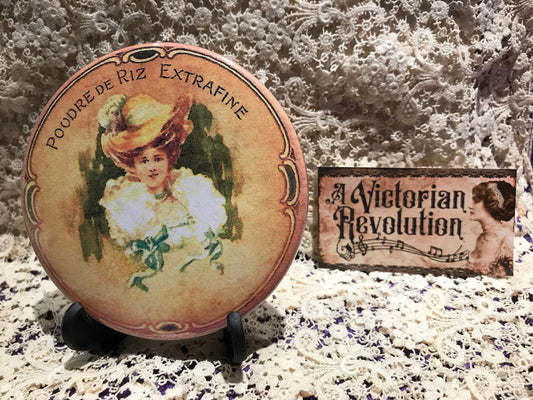 POUDRE DE RIZ EXTRAFINE
A Victorian
Revolution